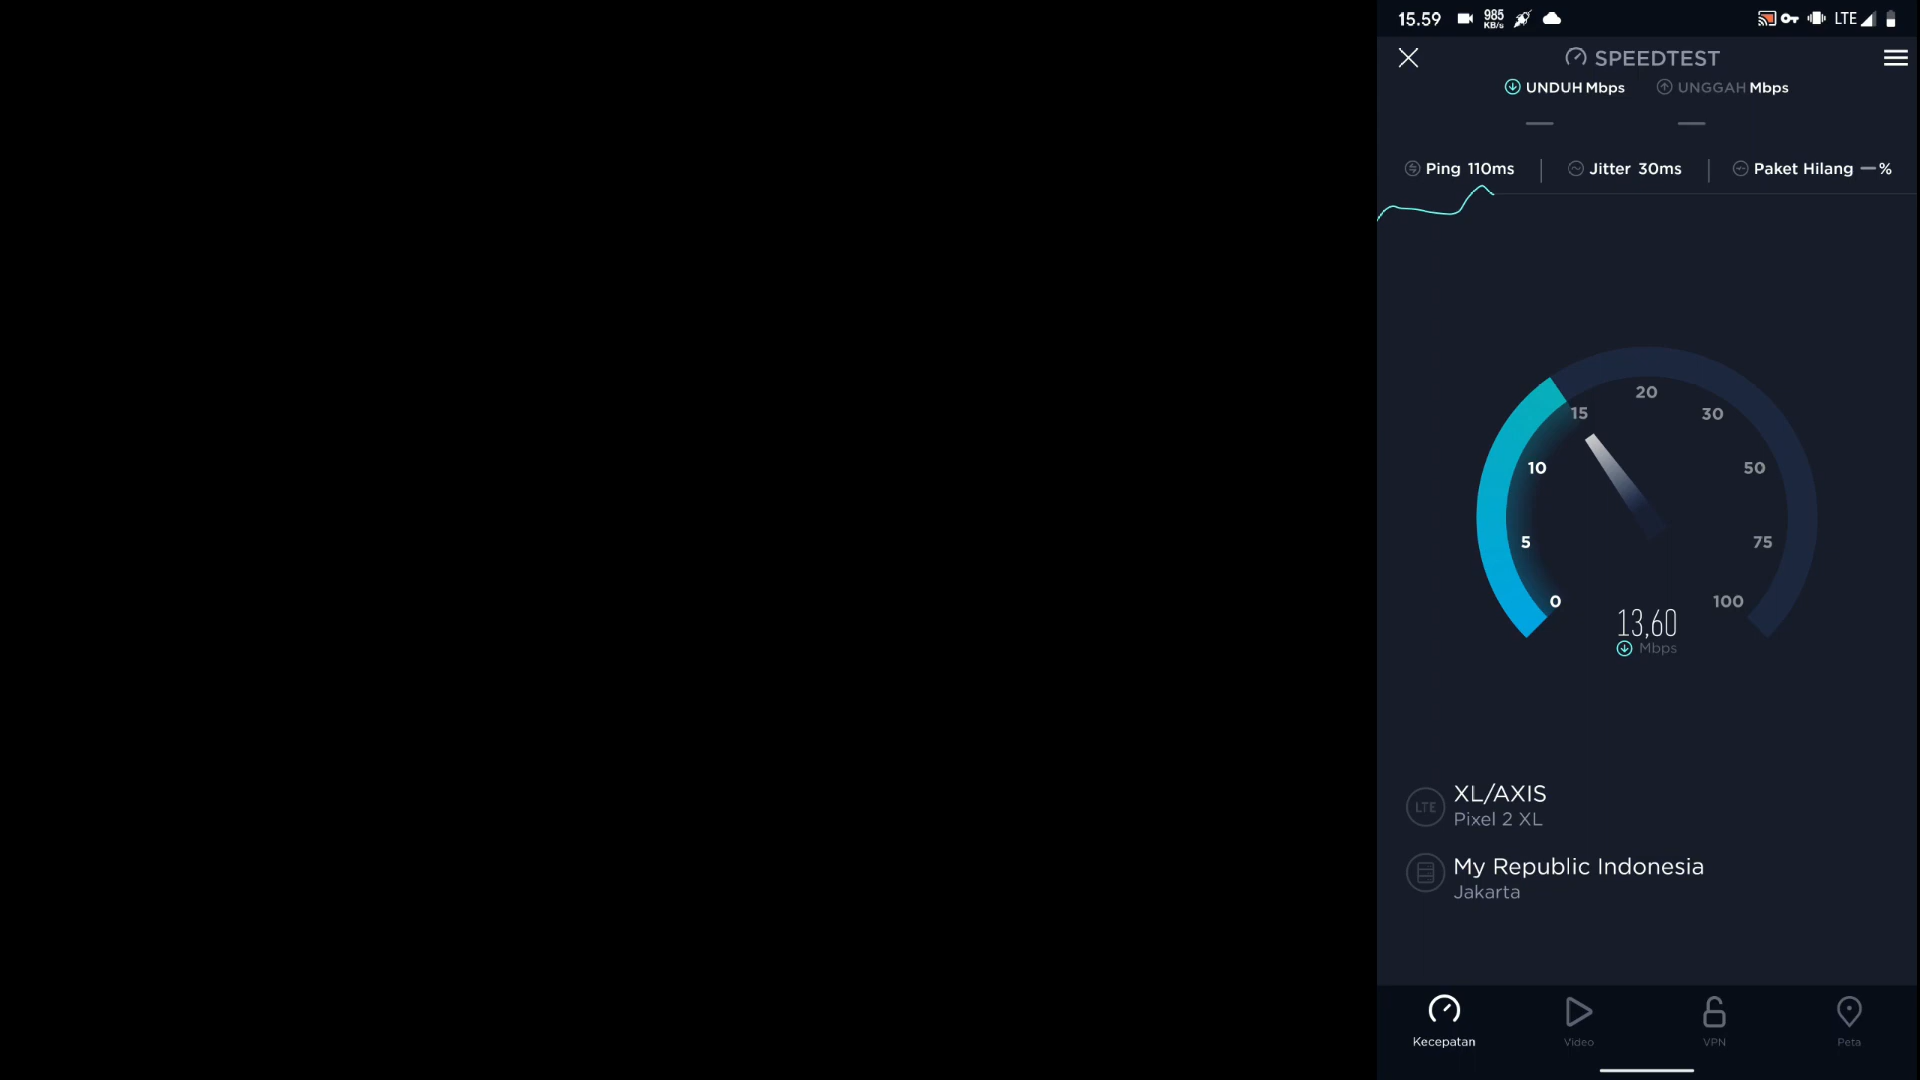 15.59 985 KB/s LTE
SPEEDTEST
UNDUH Mbps UNGGAH Mbps
— —
Ping 110ms Jitter 30ms Paket Hilang — %
20
15 30
10 50
5 75
0 100
13,60
Mbps
LTE
XL/AXIS
Pixel 2 XL
My Republic Indonesia
Jakarta
Kecepatan Video VPN Peta